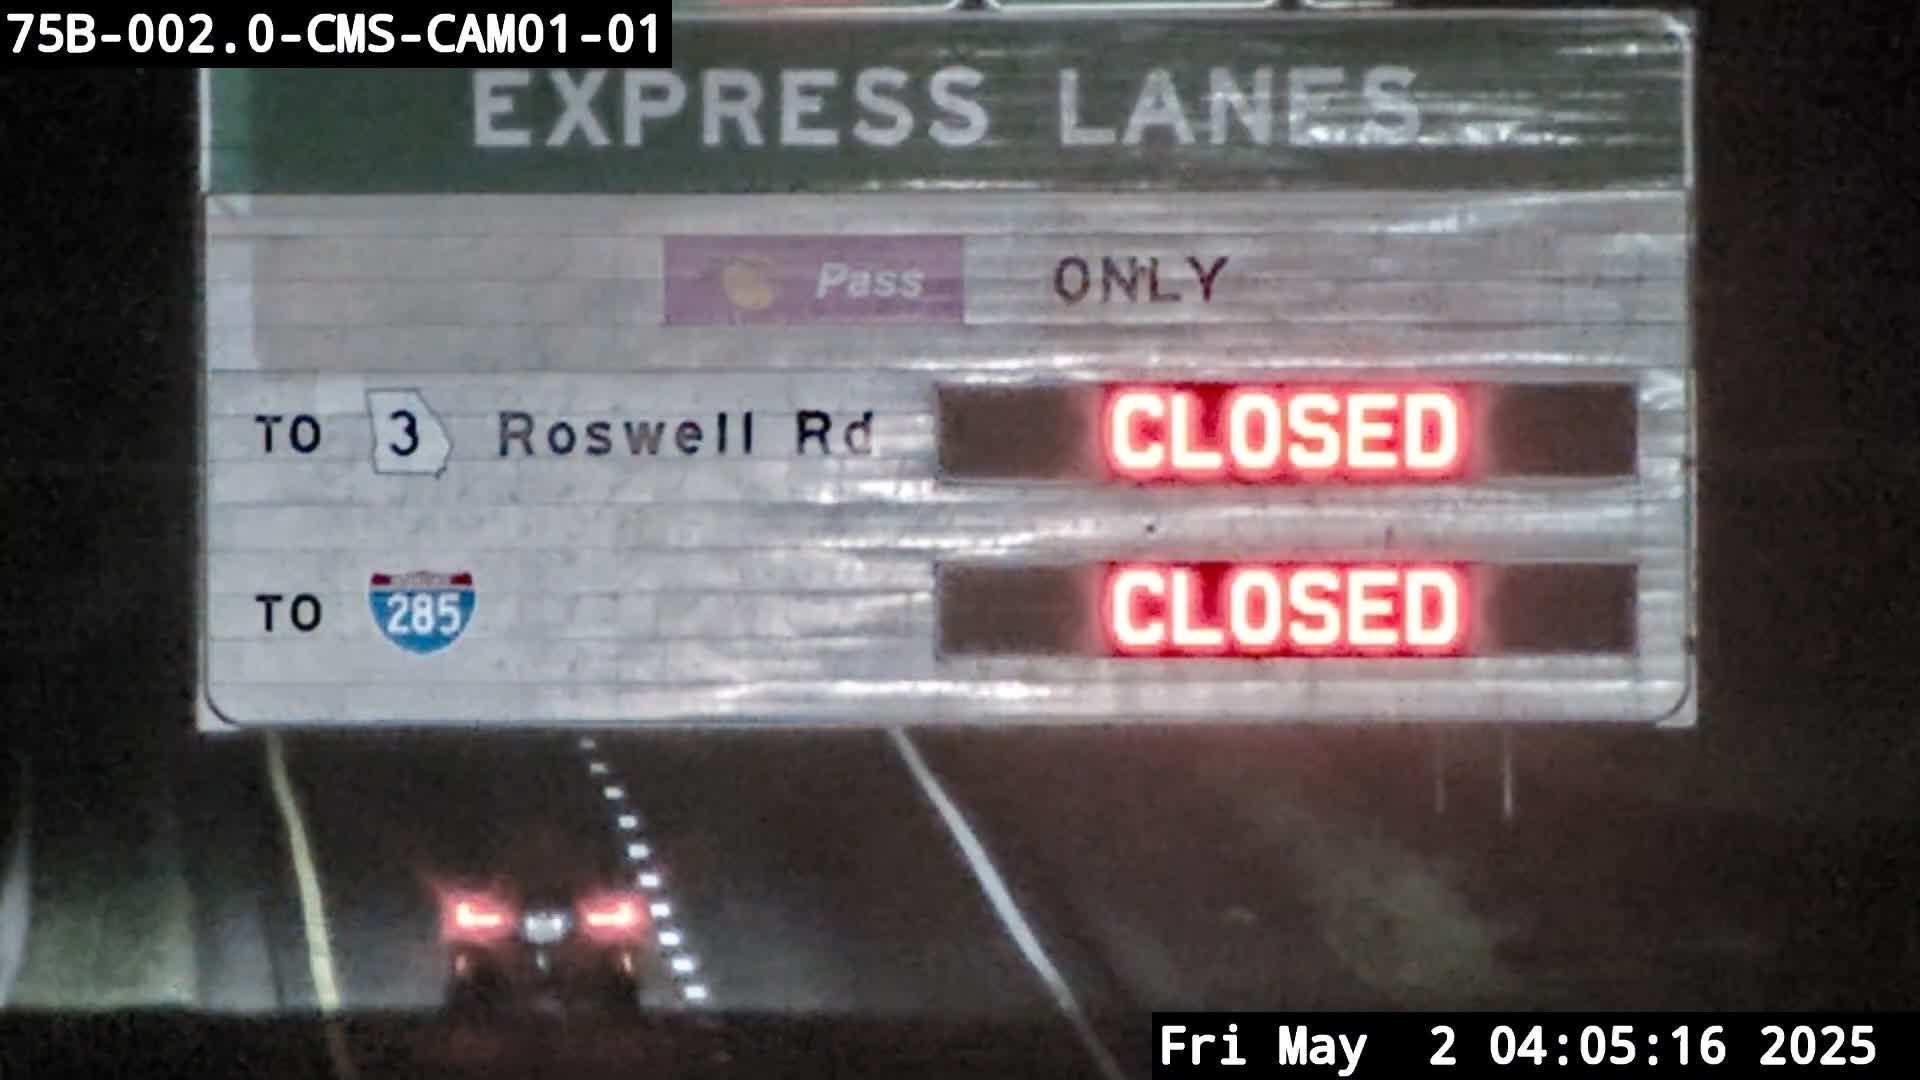 75B-002.0-CMS-CAM01-01
EXPRESS LANES
Pass ONLY
TO 3 Roswell Rd CLOSED
TO 285 CLOSED
Fri May 2 04:05:16 2025